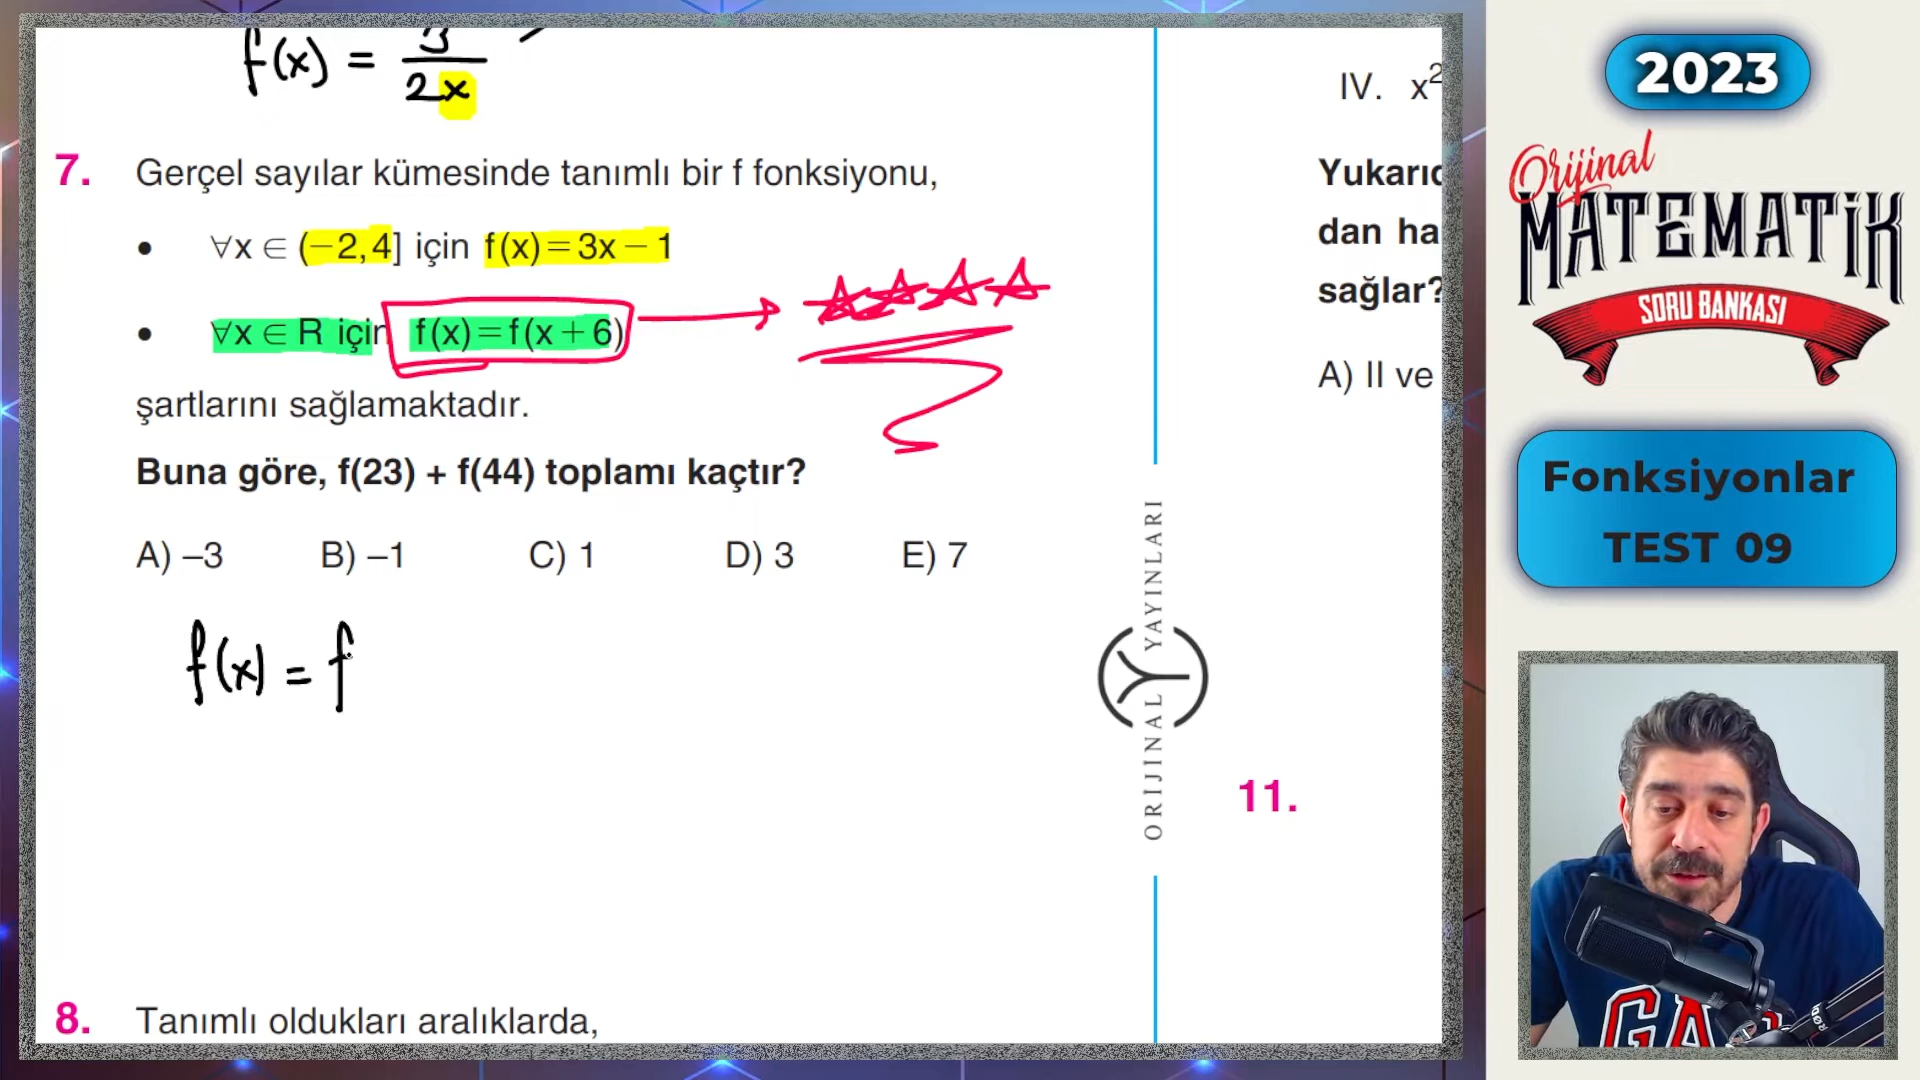 f(x) = 3
2x
7. Gerçel sayılar kümesinde tanımlı bir f fonksiyonu,
• ∀x ∈ (−2,4] için f(x) = 3x − 1
• ∀x ∈ R için f(x) = f(x + 6)
şartlarını sağlamaktadır.
Buna göre, f(23) + f(44) toplamı kaçtır?
A) –3 B) –1 C) 1 D) 3 E) 7
f(x) = f
8. Tanımlı oldukları aralıklarda,
ORİJİNAL YAYINLARI
IV. x²
Yukarıd
dan ha
sağlar?
A) II ve
11.
2023
Orijinal
MATEMATİK
SORU BANKASI
Fonksiyonlar
TEST 09
GA